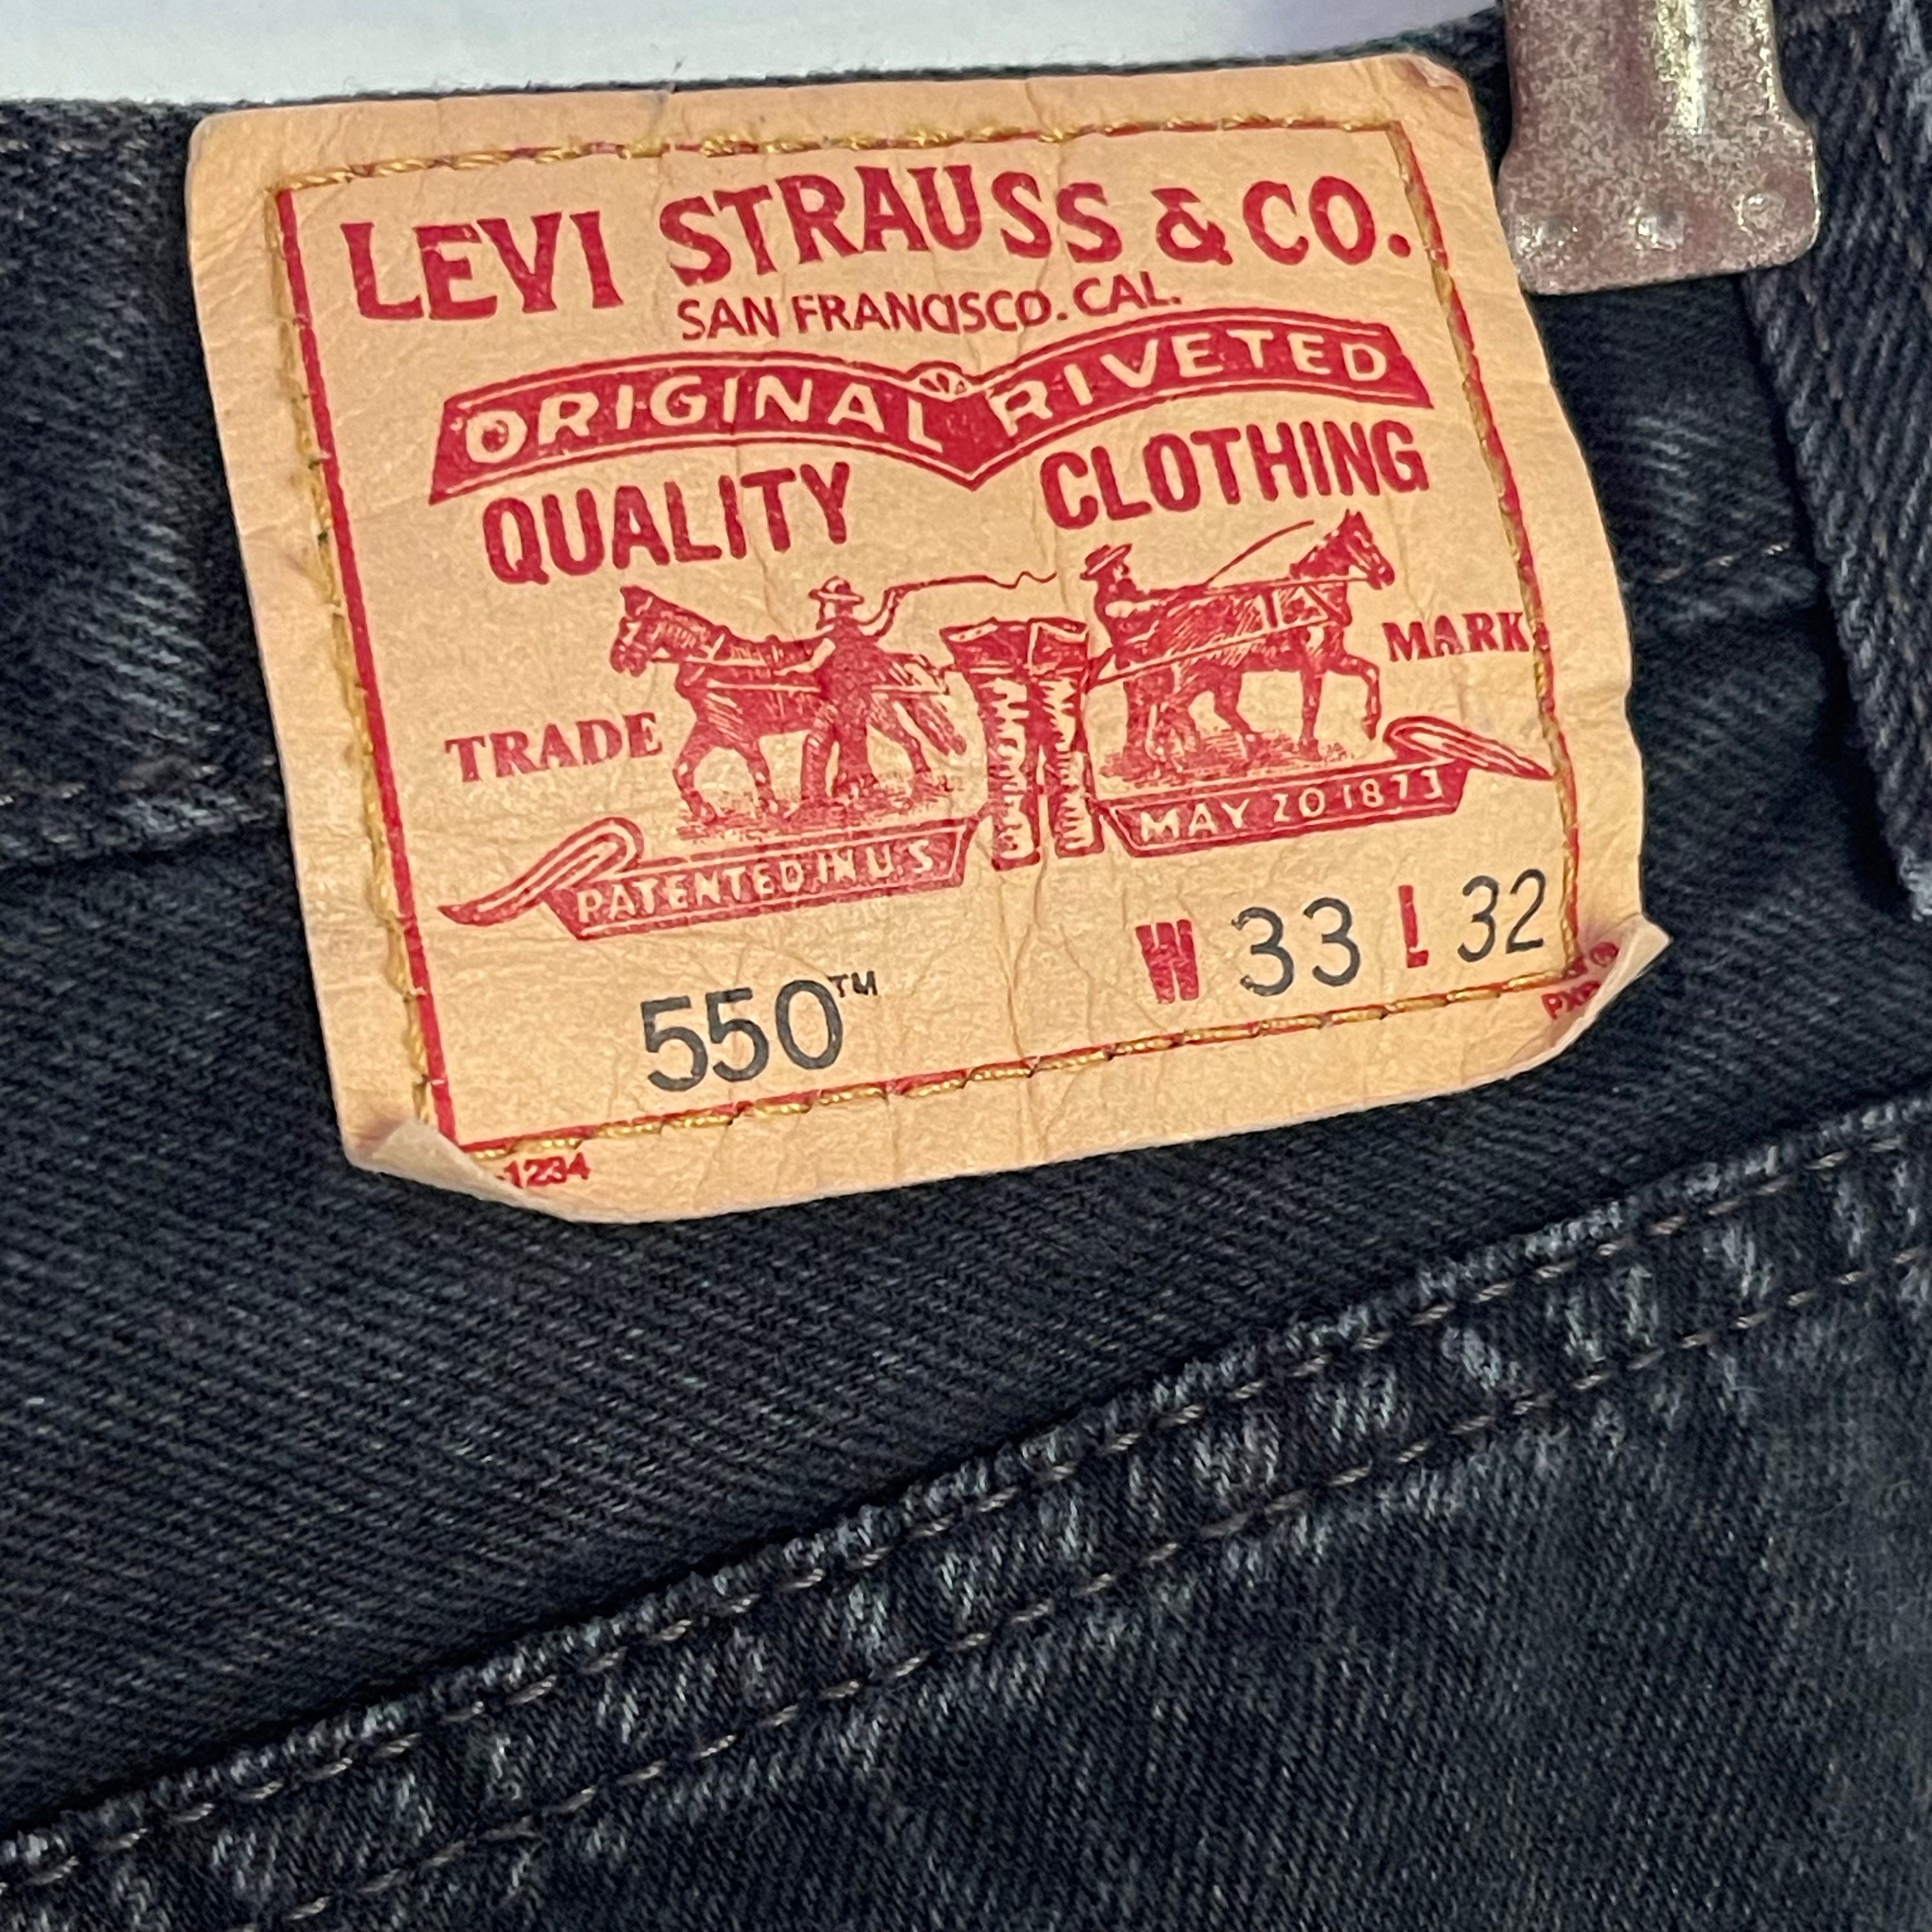 LEVI STRAUSS & CO.
SAN FRANCISCO. CAL.
ORIGINAL RIVETED
QUALITY CLOTHING
TRADE MARK
PATENTED IN U.S MAY 20 1873
550™ W 33 L 32
1234